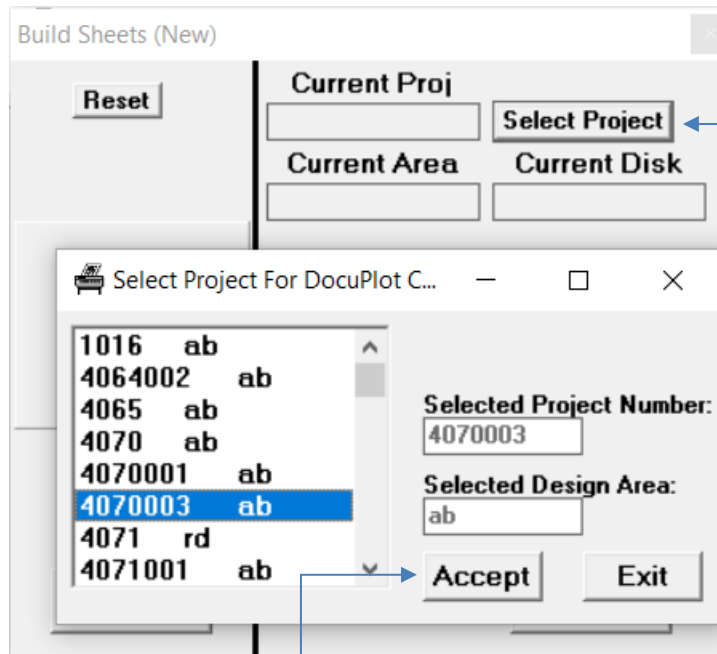 Build Sheets (New)
Reset
Current Proj
Select Project
Current Area
Current Disk
Select Project For DocuPlot C...
1016 ab
4064002 ab
4065 ab
4070 ab
4070001 ab
4070003 ab
4071 rd
4071001 ab
Selected Project Number:
4070003
Selected Design Area:
ab
Accept
Exit